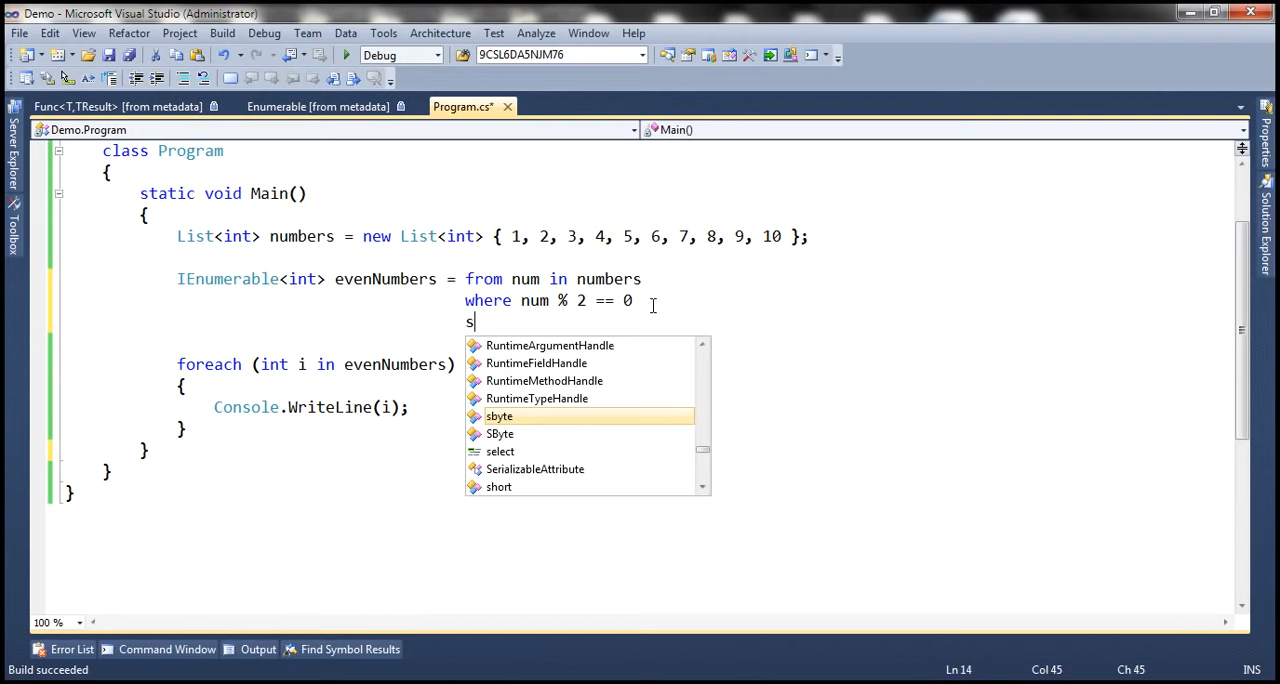 Demo - Microsoft Visual Studio (Administrator)
File Edit View Refactor Project Build Debug Team Data Tools Architecture Test Analyze Window Help
Debug 9CSL6DA5NJM76
Func<T,TResult> [from metadata] Enumerable [from metadata] Program.cs*
Demo.Program Main()
Server Explorer
Toolbox
Properties
Solution Explorer
class Program
{
static void Main()
{
List<int> numbers = new List<int> { 1, 2, 3, 4, 5, 6, 7, 8, 9, 10 };
IEnumerable<int> evenNumbers = from num in numbers
where num % 2 == 0
s
RuntimeArgumentHandle
RuntimeFieldHandle
RuntimeMethodHandle
RuntimeTypeHandle
sbyte
SByte
select
SerializableAttribute
short
foreach (int i in evenNumbers)
{
Console.WriteLine(i);
}
}
}
}
100 %
Error List Command Window Output Find Symbol Results
Build succeeded Ln 14 Col 45 Ch 45 INS